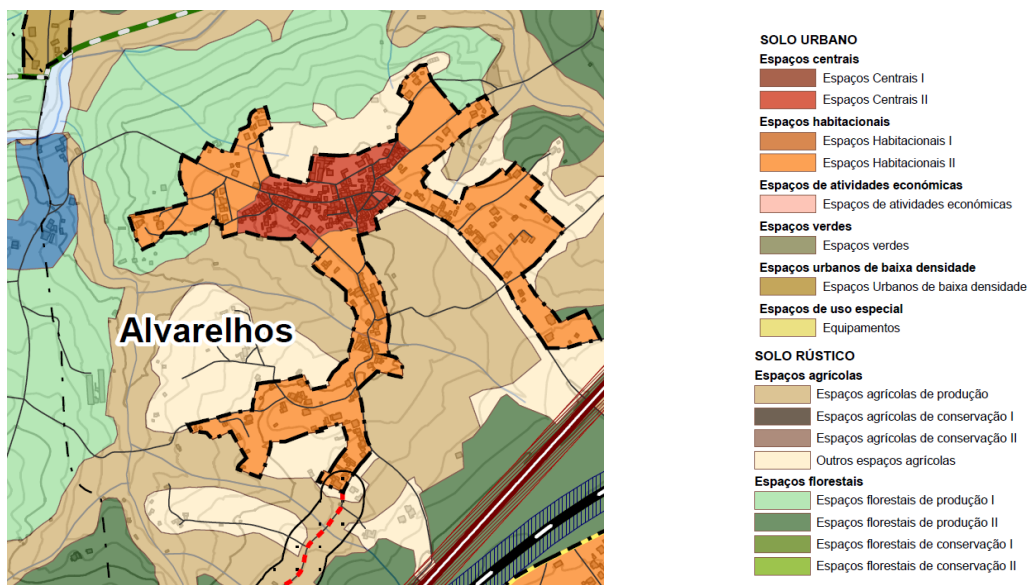 Alvarelhos
SOLO URBANO
Espaços centrais
Espaços Centrais I
Espaços Centrais II
Espaços habitacionais
Espaços Habitacionais I
Espaços Habitacionais II
Espaços de atividades económicas
Espaços de atividades económicas
Espaços verdes
Espaços verdes
Espaços urbanos de baixa densidade
Espaços Urbanos de baixa densidade
Espaços de uso especial
Equipamentos
SOLO RÚSTICO
Espaços agrícolas
Espaços agrícolas de produção
Espaços agrícolas de conservação I
Espaços agrícolas de conservação II
Outros espaços agrícolas
Espaços florestais
Espaços florestais de produção I
Espaços florestais de produção II
Espaços florestais de conservação I
Espaços florestais de conservação II